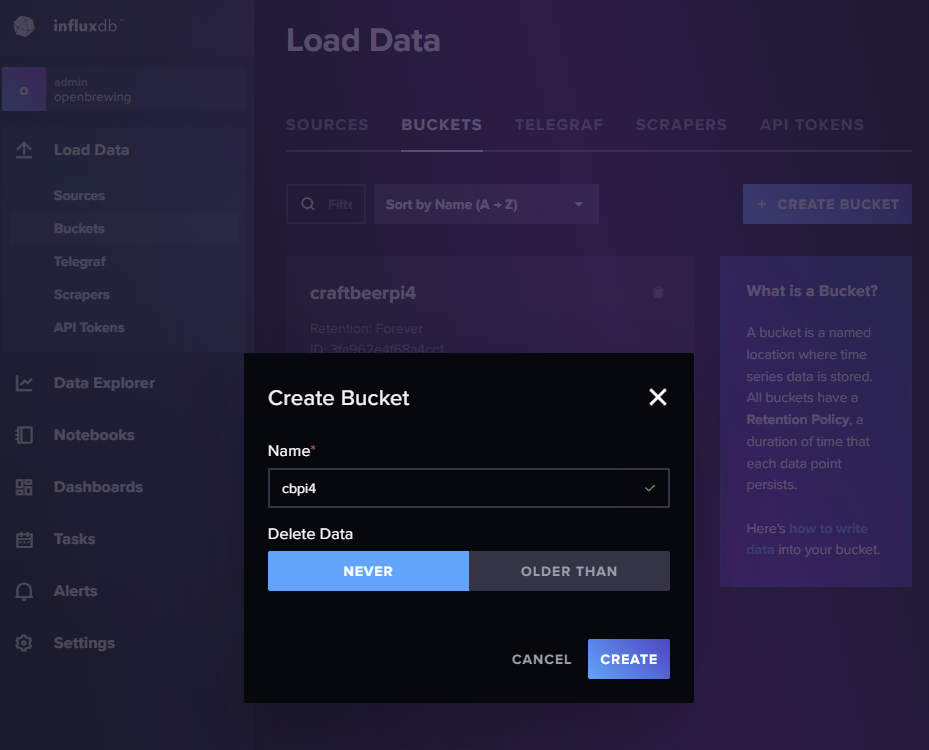 influxdb™
admin
openbrewing
o
Load Data
Sources
Buckets
Telegraf
Scrapers
API Tokens
Data Explorer
Notebooks
Dashboards
Tasks
Alerts
Settings
Load Data
SOURCES BUCKETS TELEGRAF SCRAPERS API TOKENS
Filte Sort by Name (A → Z) + CREATE BUCKET
craftbeerpi4
Retention: Forever
ID: 3fa962e4f68a4cc1
What is a Bucket?
A bucket is a named
location where time
series data is stored.
All buckets have a
Retention Policy, a
duration of time that
each data point
persists.
Here's how to write
data into your bucket.
Create Bucket
Name*
cbpi4
Delete Data
NEVER OLDER THAN
CANCEL CREATE